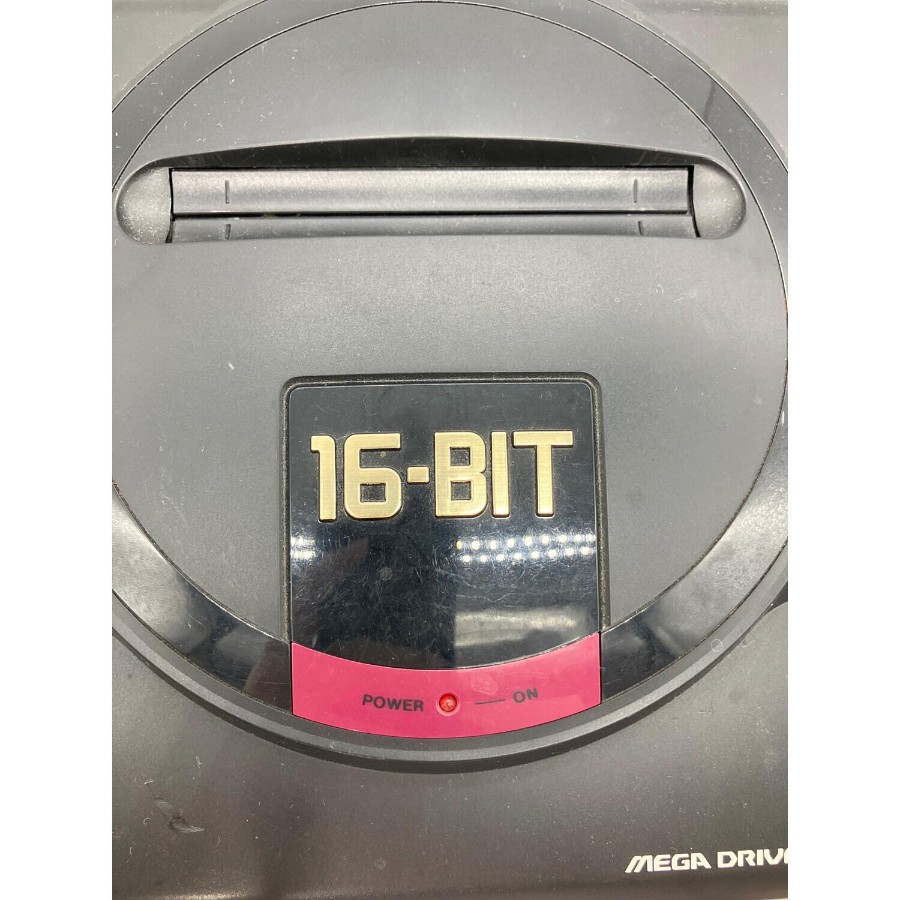 16-BIT
POWER — ON
MEGA DRIV